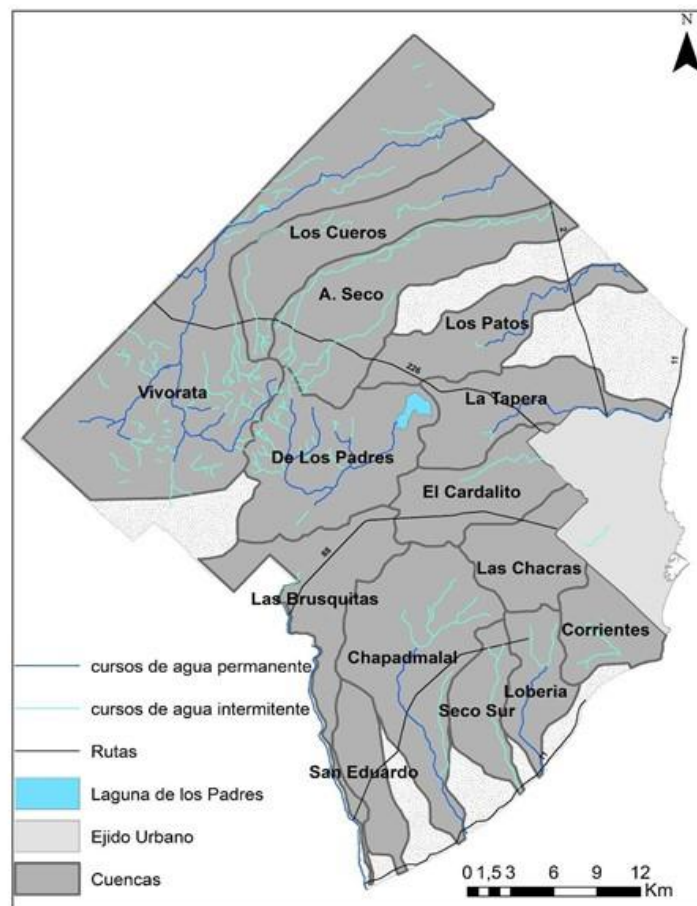 N
Los Cueros
2
A. Seco
Los Patos
11
226
Vivorata
La Tapera
De Los Padres
El Cardalito
88
Las Chacras
Las Brusquitas
Corrientes
Chapadmalal
Loberia
Seco Sur
San Eduardo
11
cursos de agua permanente
cursos de agua intermitente
Rutas
Laguna de los Padres
Ejido Urbano
Cuencas
0 1,5 3 6 9 12
Km